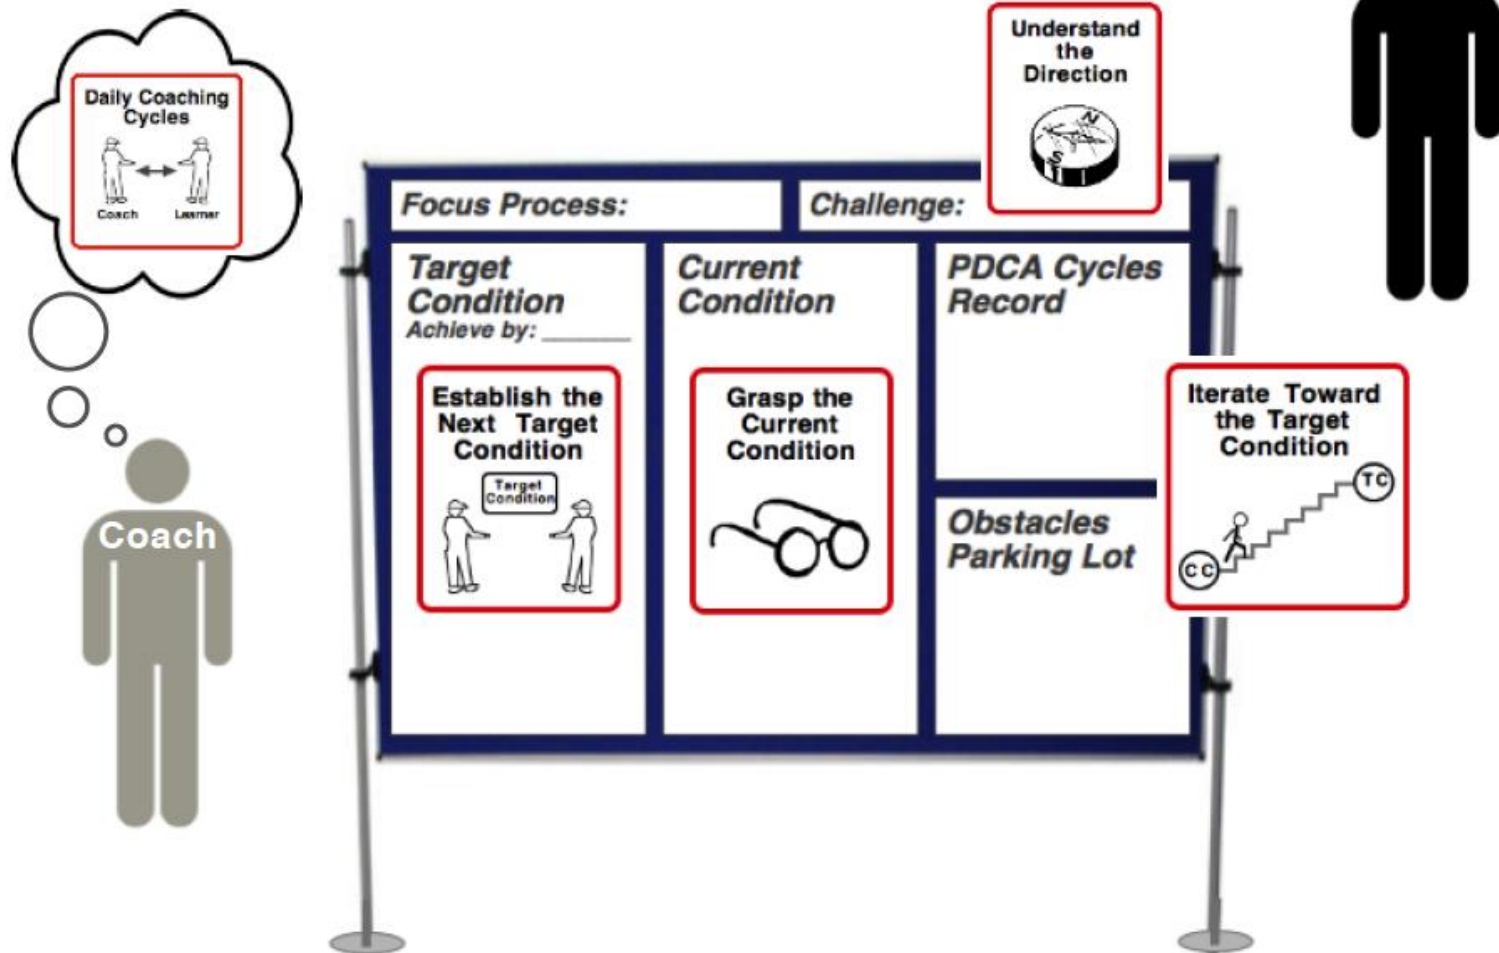 Daily Coaching
Cycles
Coach Learner
Coach
Understand
the
Direction
N
S
Focus Process:
Challenge:
Target
Condition
Achieve by: _______
Establish the
Next Target
Condition
Target
Condition
Current
Condition
Grasp the
Current
Condition
PDCA Cycles
Record
Iterate Toward
the Target
Condition
TC
CC
Obstacles
Parking Lot